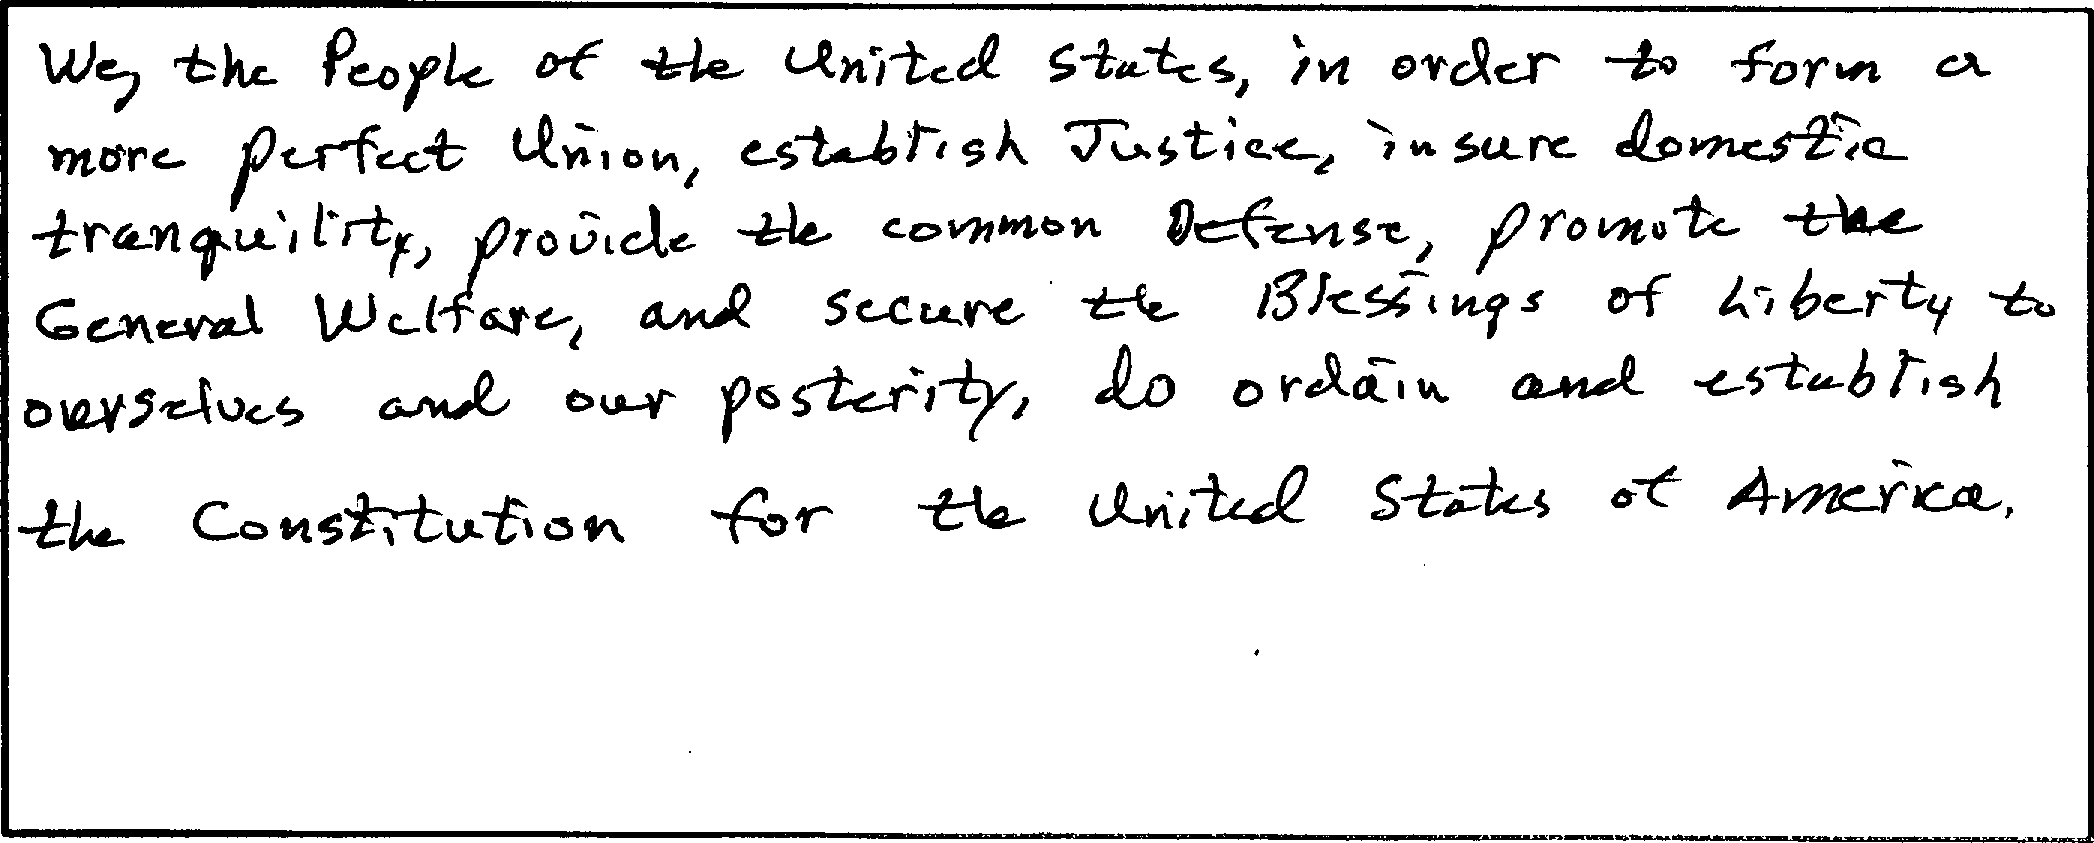 We, the People of the United States, in order to form a
more perfect Union, establish Justice, insure domestic
tranquility, provide the common Defense, promote the
General Welfare, and secure the Blessings of Liberty to
ourselves and our posterity, do ordain and establish
the Constitution for the United States of America.